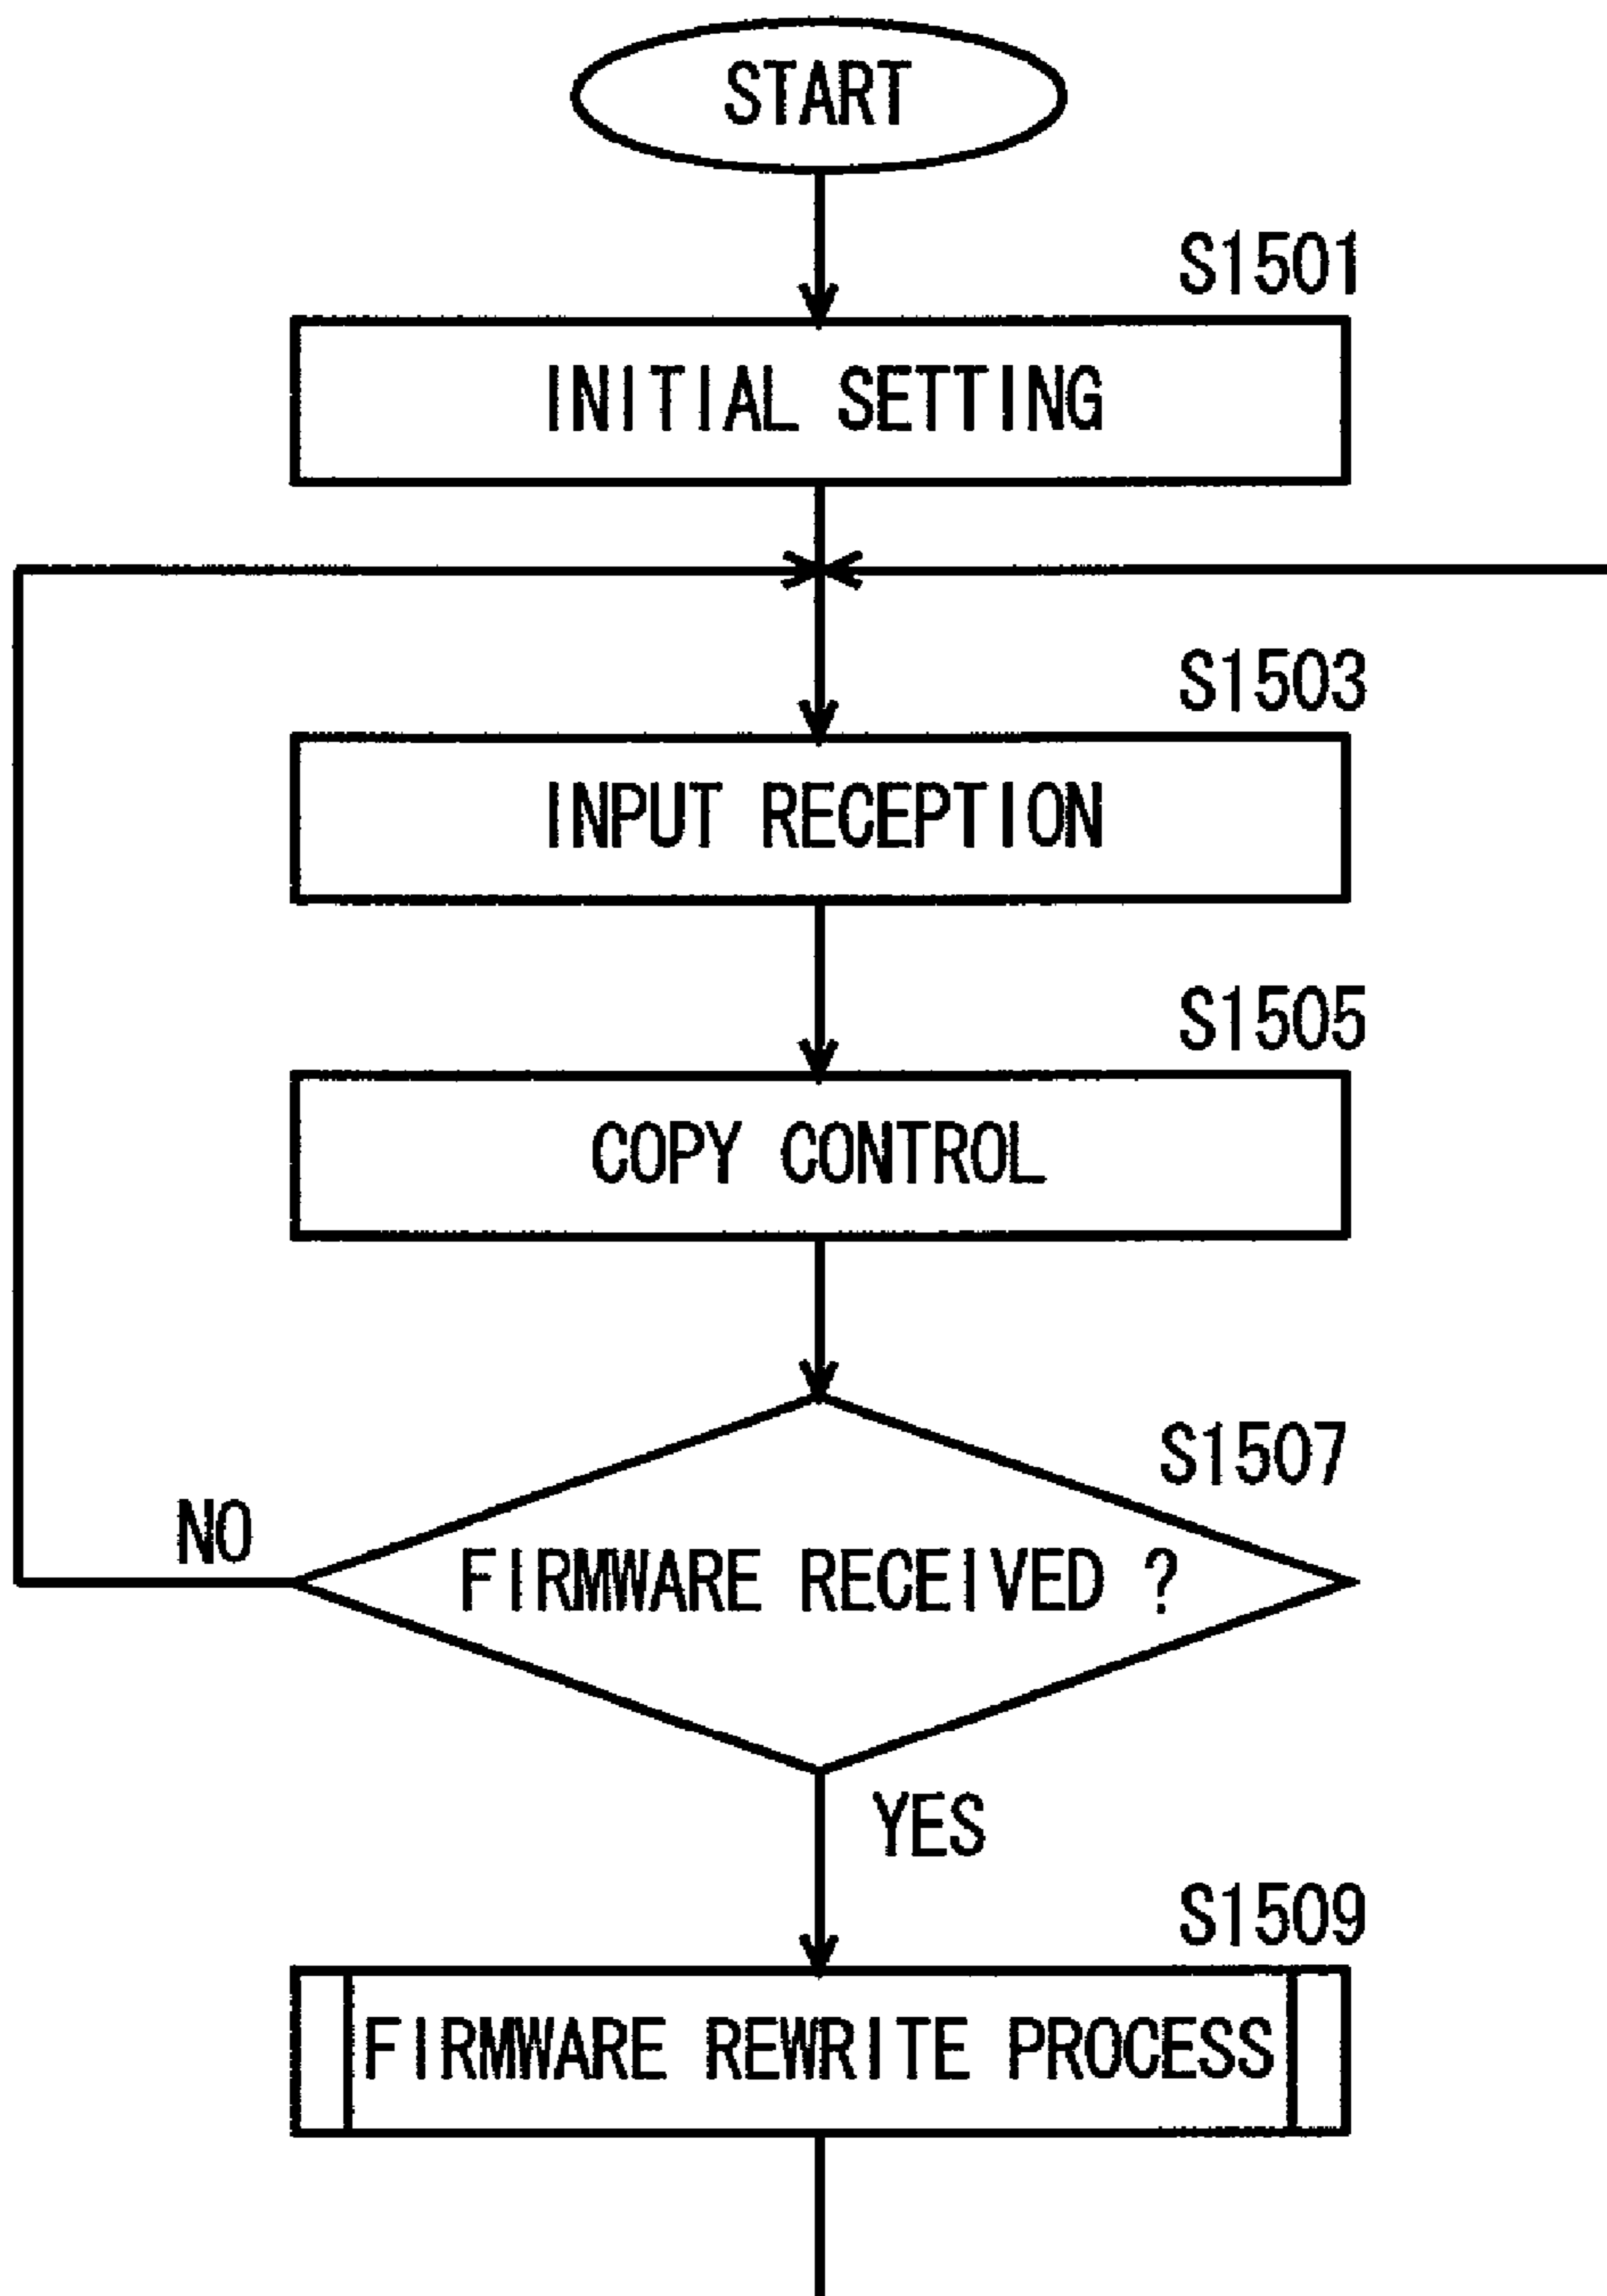 START
S1501
INITIAL SETTING
S1503
INPUT RECEPTION
S1505
COPY CONTROL
S1507
NO
FIRMWARE RECEIVED ?
YES
S1509
FIRMWARE REWRITE PROCESS